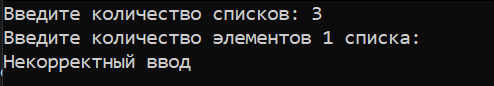 Введите количество списков: 3
Введите количество элементов 1 списка:
Некорректный ввод